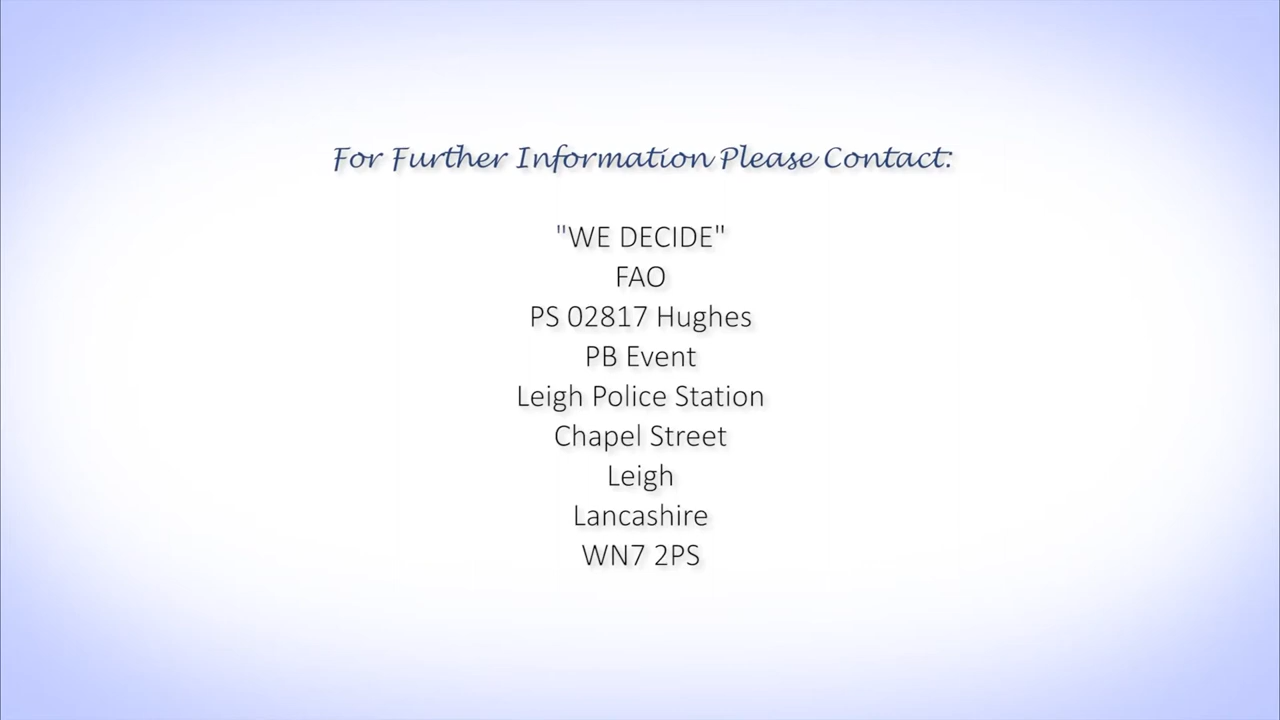 For Further Information Please Contact:
"WE DECIDE"
FAO
PS 02817 Hughes
PB Event
Leigh Police Station
Chapel Street
Leigh
Lancashire
WN7 2PS